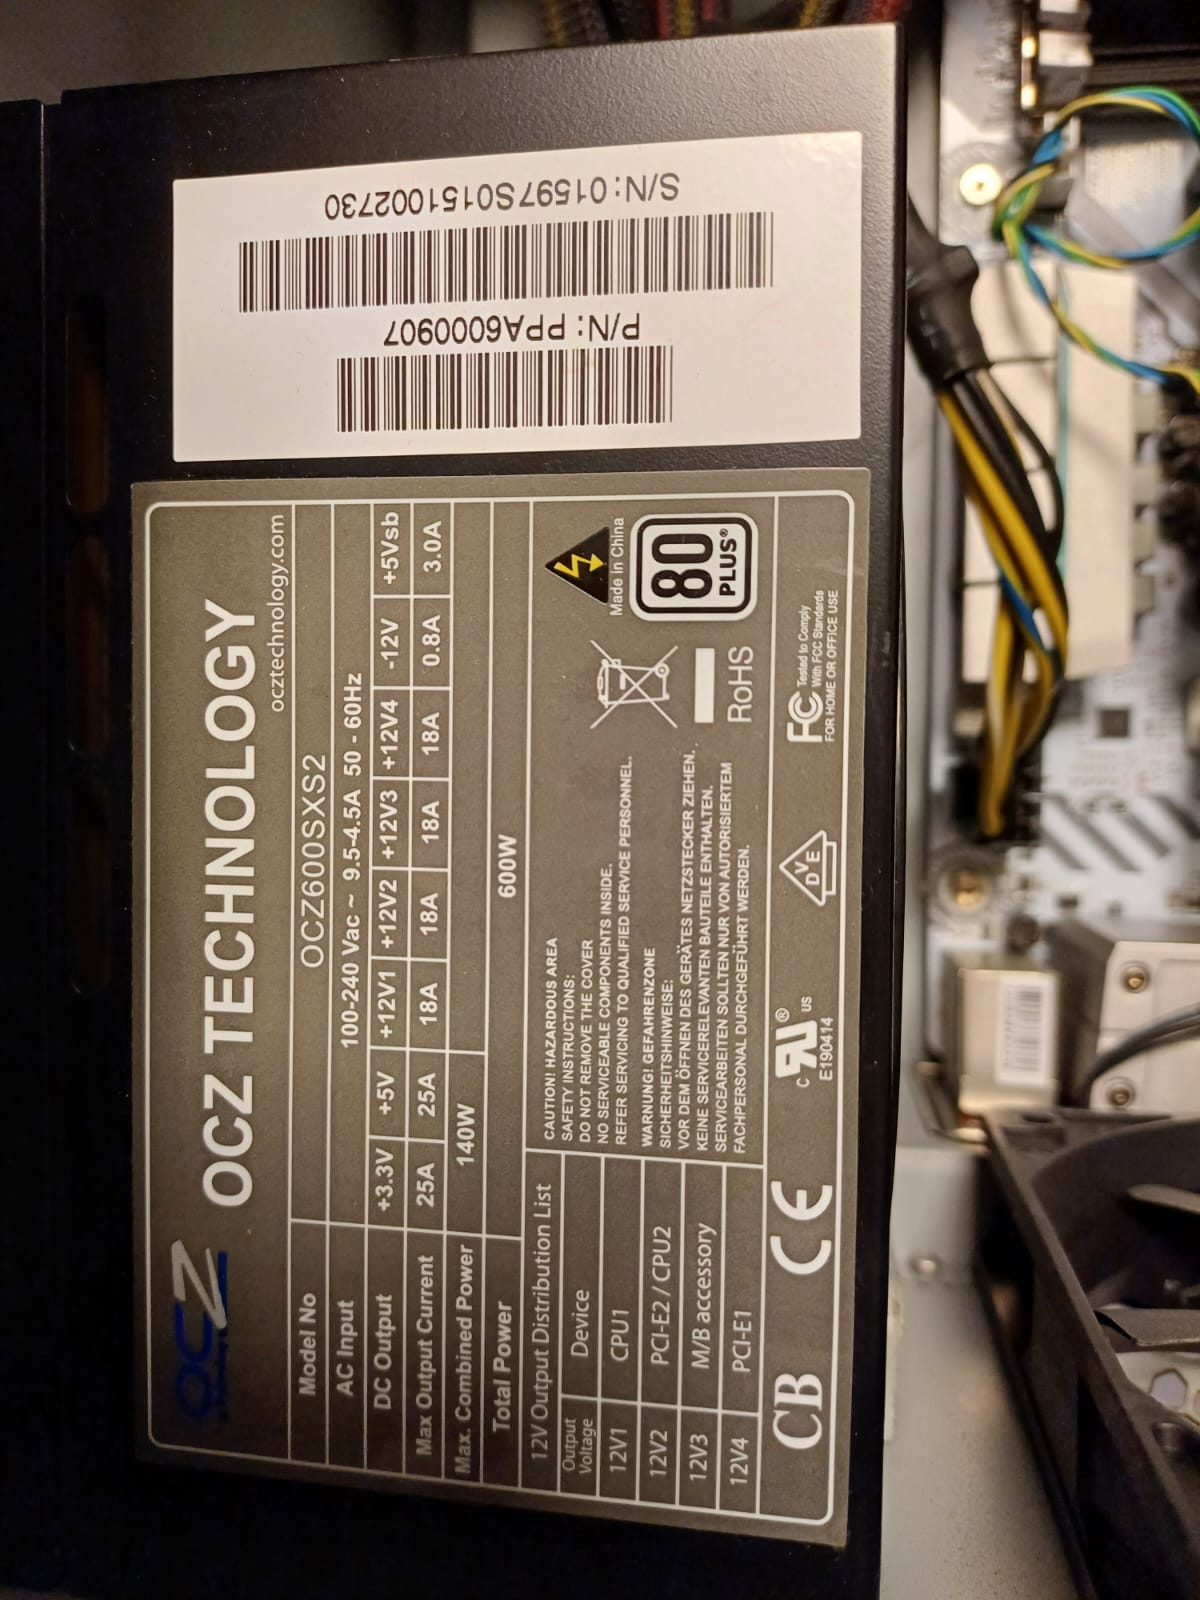 S/N: 01597S0151002730
P/N: PPA6000907
OCZ OCZ TECHNOLOGY
ocztechnology.com
Model No OCZ600SXS2
AC Input 100-240 Vac ~ 9.5-4.5A 50 - 60Hz
DC Output +3.3V +5V +12V1 +12V2 +12V3 +12V4 -12V +5Vsb
Max Output Current 25A 25A 18A 18A 18A 18A 0.8A 3.0A
Max. Combined Power 140W
Total Power 600W
12V Output Distribution List
Output Voltage Device
12V1 CPU1
12V2 PCI-E2 / CPU2
12V3 M/B accessory
12V4 PCI-E1
CAUTION! HAZARDOUS AREA
SAFETY INSTRUCTIONS:
DO NOT REMOVE THE COVER
NO SERVICEABLE COMPONENTS INSIDE.
REFER SERVICING TO QUALIFIED SERVICE PERSONNEL.
WARNUNG! GEFAHRENZONE
SICHERHEITSHINWEISE:
VOR DEM ÖFFNEN DES GERÄTES NETZSTECKER ZIEHEN.
KEINE SERVICERELEVANTEN BAUTEILE ENTHALTEN.
SERVICEARBEITEN SOLLTEN NUR VON AUTORISIERTEM
FACHPERSONAL DURCHGEFÜHRT WERDEN.
Made in China
RoHS
80
PLUS®
CB
CE
C RU® US
E190414
DVE
FC Tested to Comply
With FCC Standards
FOR HOME OR OFFICE USE